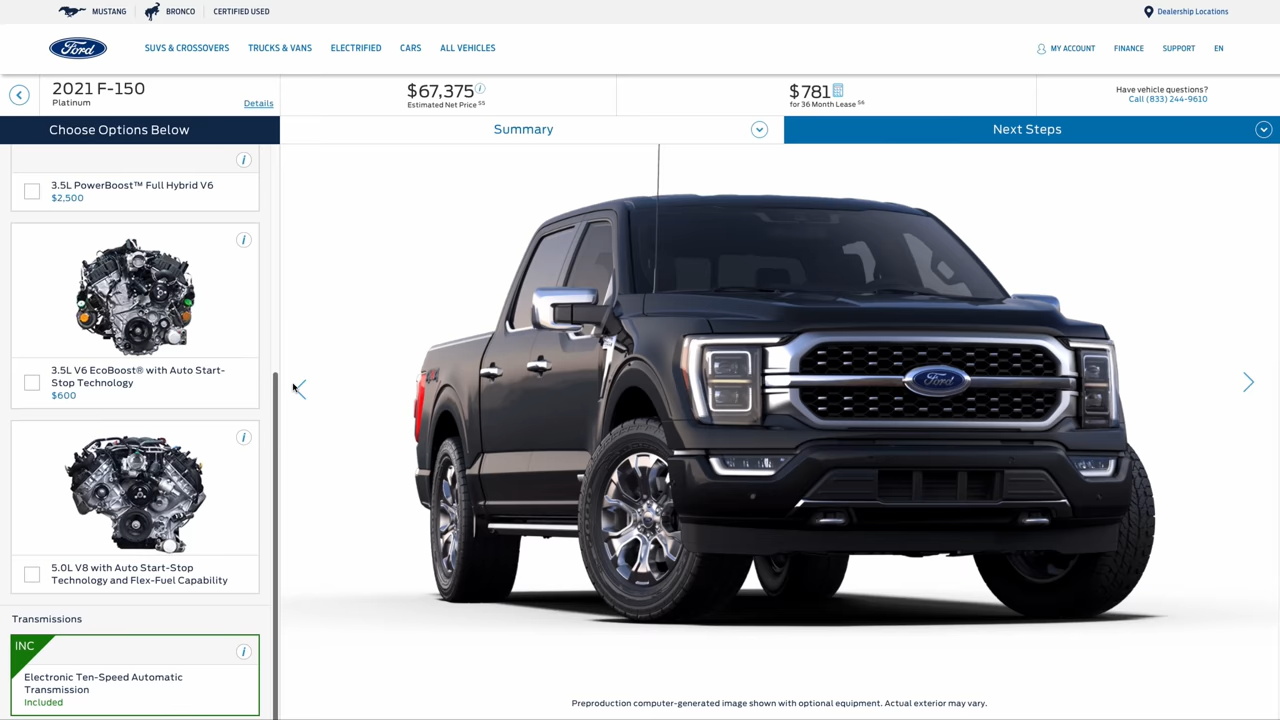 MUSTANG
BRONCO
CERTIFIED USED
Dealership Locations
Ford
SUVS & CROSSOVERS
TRUCKS & VANS
ELECTRIFIED
CARS
ALL VEHICLES
MY ACCOUNT
FINANCE
SUPPORT
EN
2021 F-150
Platinum
Details
$67,375
Estimated Net Price 55
$781
for 36 Month Lease 56
Have vehicle questions?
Call (833) 244-9610
Choose Options Below
Summary
Next Steps
3.5L PowerBoost™ Full Hybrid V6
$2,500
3.5L V6 EcoBoost® with Auto Start-
Stop Technology
$600
5.0L V8 with Auto Start-Stop
Technology and Flex-Fuel Capability
Transmissions
INC
Electronic Ten-Speed Automatic
Transmission
Included
Ford
Preproduction computer-generated image shown with optional equipment. Actual exterior may vary.